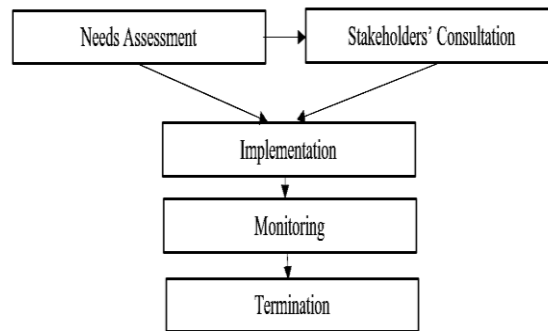 Needs Assessment
Stakeholders’ Consultation
Implementation
Monitoring
Termination